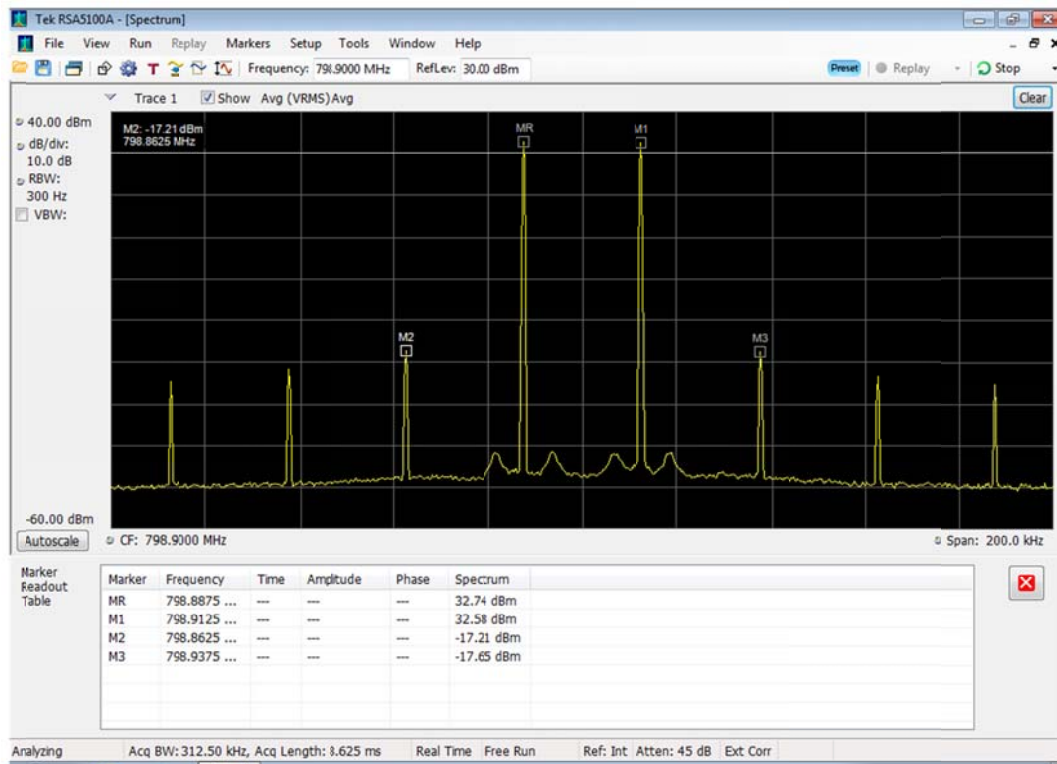 Tek RSA5100A - [Spectrum]
File View Run Replay Markers Setup Tools Window Help
Frequency: 798.9000 MHz RefLev: 30.00 dBm Preset Replay Stop
Trace 1 Show Avg (VRMS)Avg Clear
40.00 dBm
dB/div:
10.0 dB
RBW:
300 Hz
VBW:
M2: -17.21 dBm
798.8625 MHz
MR
M1
M2
M3
-60.00 dBm
Autoscale CF: 798.9000 MHz Span: 200.0 kHz
Marker
Readout
Table
Marker Frequency Time Amplitude Phase Spectrum
MR 798.8875 ... --- --- --- 32.74 dBm
M1 798.9125 ... --- --- --- 32.58 dBm
M2 798.8625 ... --- --- --- -17.21 dBm
M3 798.9375 ... --- --- --- -17.65 dBm
Analyzing Acq BW: 312.50 kHz, Acq Length: 8.625 ms Real Time Free Run Ref: Int Atten: 45 dB Ext Corr